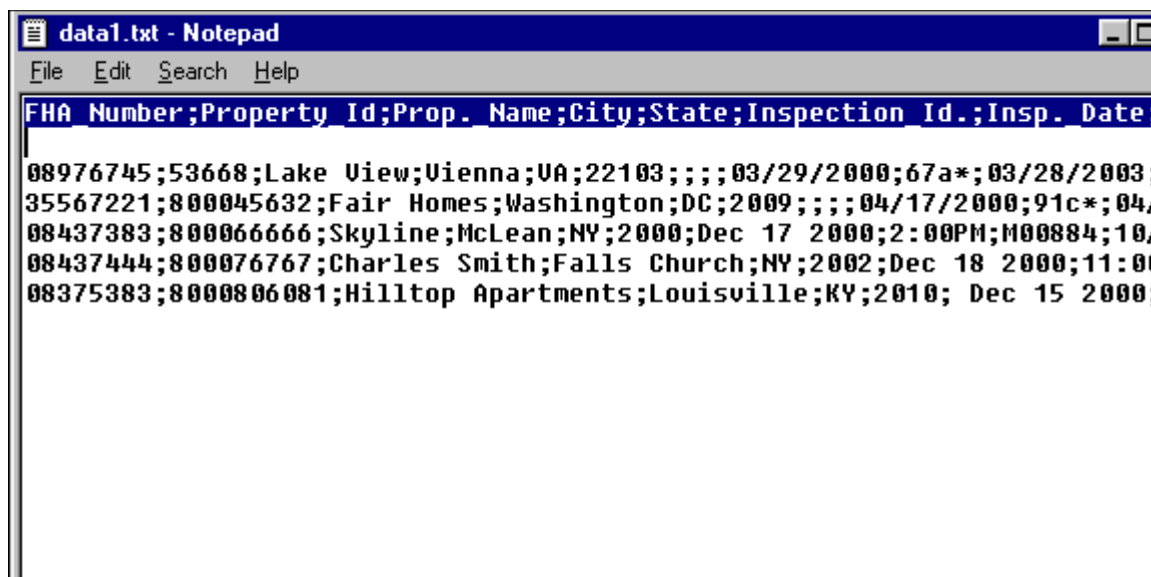 data1.txt - Notepad
File Edit Search Help
FHA_Number;Property_Id;Prop._Name;City;State;Inspection_Id.;Insp._Date;
08976745;53668;Lake View;Vienna;VA;22103;;;;03/29/2000;67a*;03/28/2003;
35567221;800045632;Fair Homes;Washington;DC;2009;;;;04/17/2000;91c*;04/
08437383;800066666;Skyline;McLean;NY;2000;Dec 17 2000;2:00PM;M00884;10/
08437444;800076767;Charles Smith;Falls Church;NY;2002;Dec 18 2000;11:00
08375383;8000806081;Hilltop Apartments;Louisville;KY;2010; Dec 15 2000;